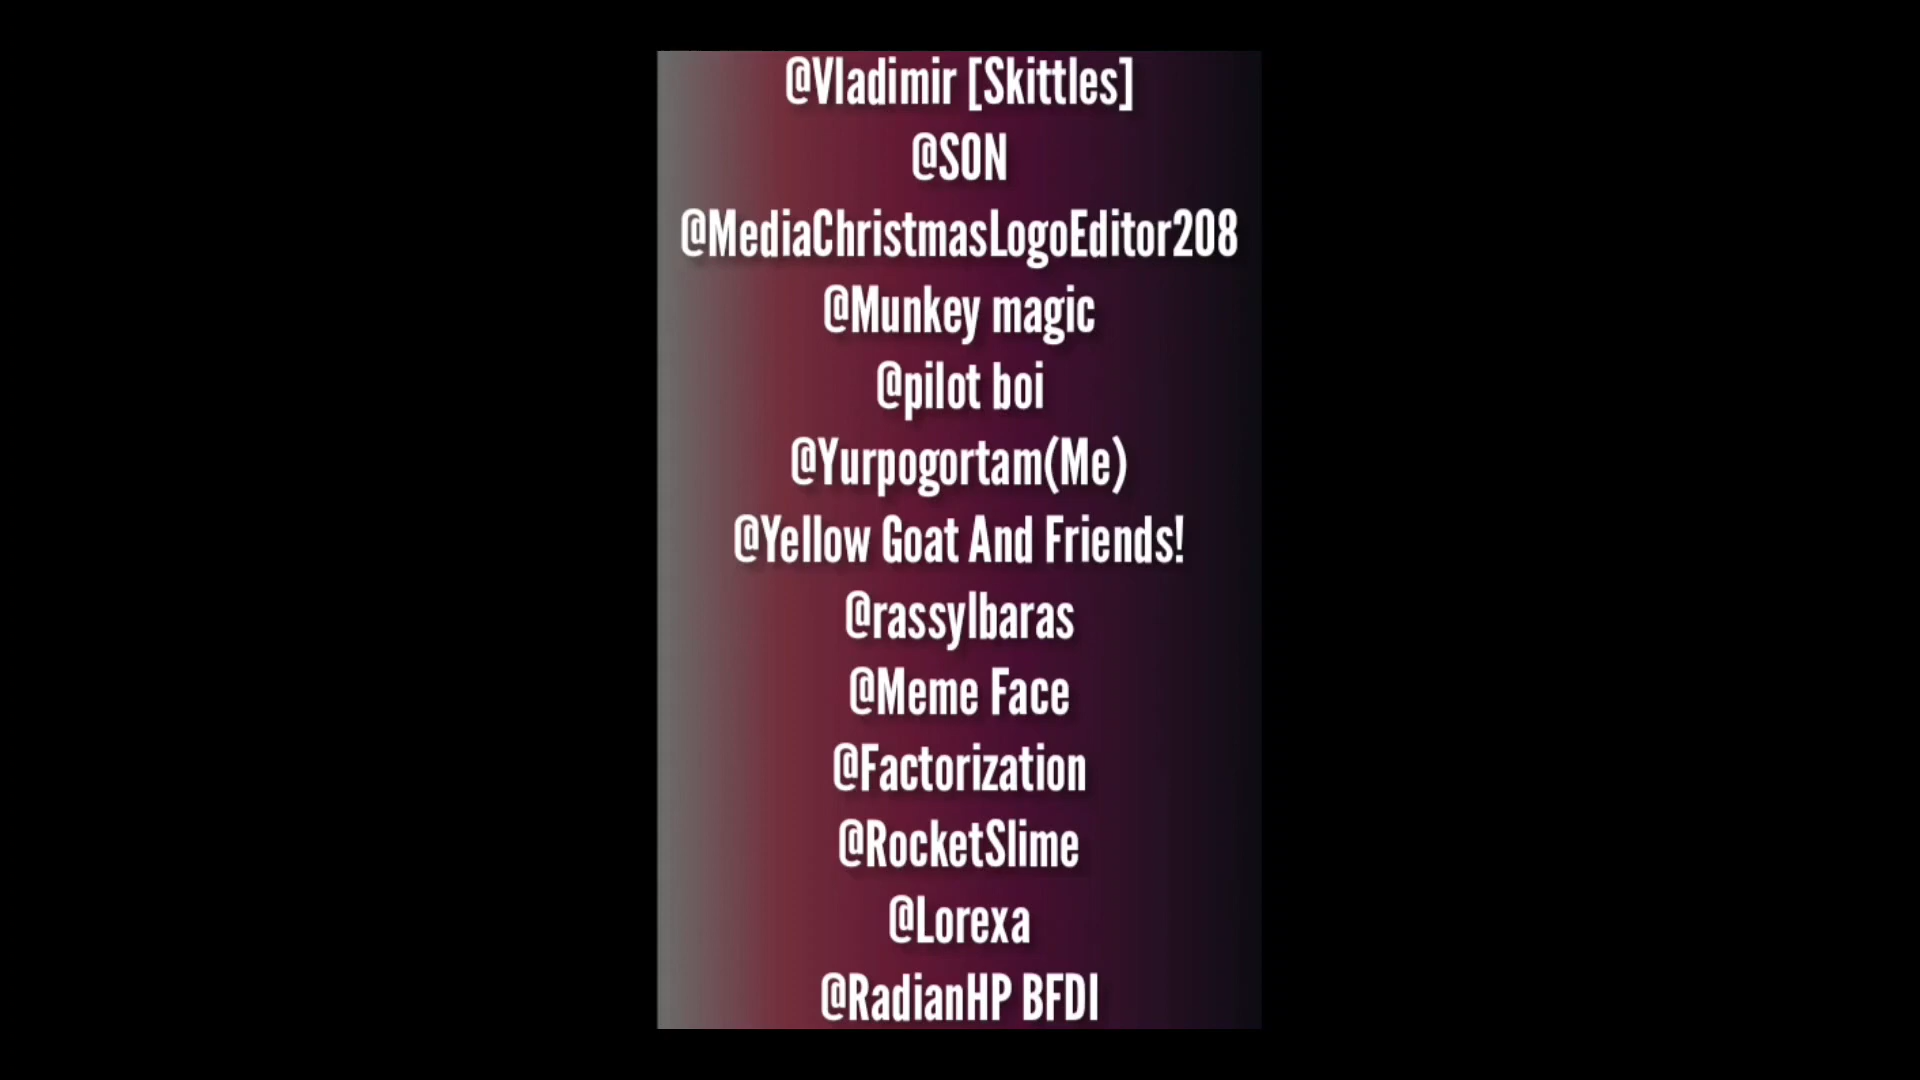 @Vladimir [Skittles]
@SON
@MediaChristmasLogoEditor208
@Munkey magic
@pilot boi
@Yurpogortam(Me)
@Yellow Goat And Friends!
@rassylbaras
@Meme Face
@Factorization
@RocketSlime
@Lorexa
@RadianHP BFDI